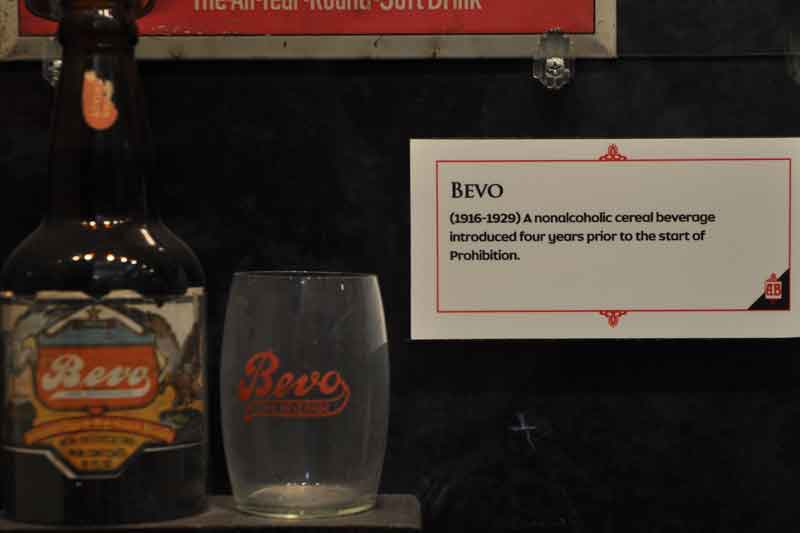 The All-Year-Round Soft Drink
BEVO
(1916-1929) A nonalcoholic cereal beverage
introduced four years prior to the start of
Prohibition.
Bevo
Bevo